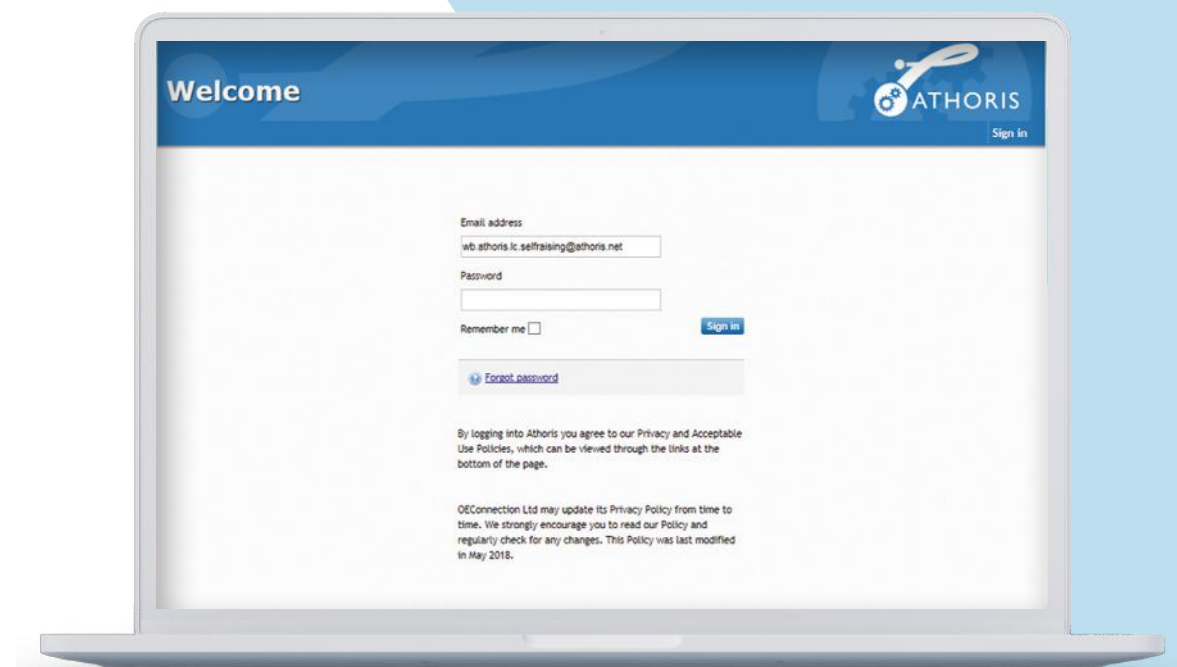 Welcome
ATHORIS
Sign in
Email address
wb.athoris.lc.selfraising@athoris.net
Password
Remember me
Sign in
Forgot password
By logging into Athoris you agree to our Privacy and Acceptable
Use Policies, which can be viewed through the links at the
bottom of the page.
OEConnection Ltd may update its Privacy Policy from time to
time. We strongly encourage you to read our Policy and
regularly check for any changes. This Policy was last modified
in May 2018.